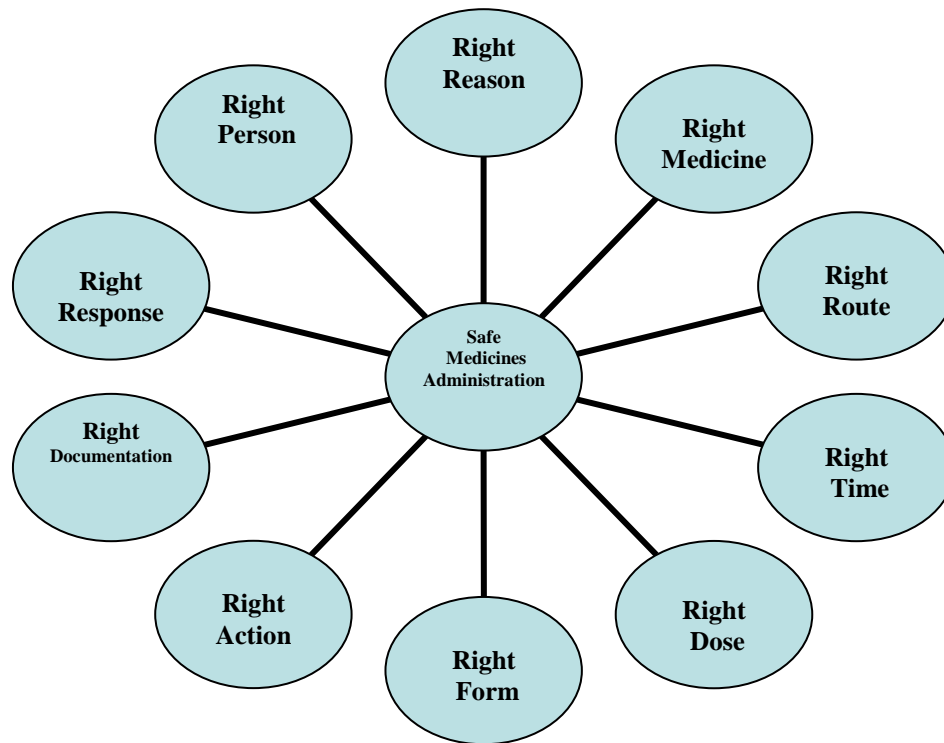 Right
Reason
Right
Medicine
Right
Route
Right
Time
Right
Dose
Right
Form
Right
Action
Right
Documentation
Right
Response
Right
Person
Safe
Medicines
Administration